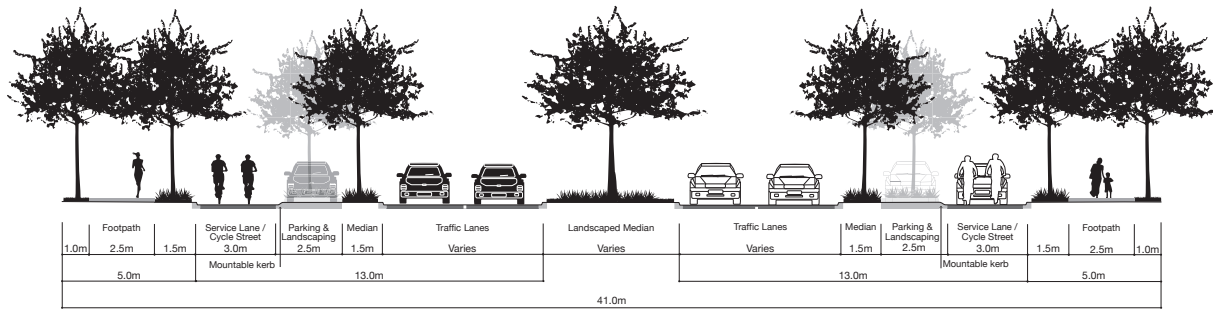 Footpath
Service Lane /
Cycle Street
Parking &
Landscaping
Median
Traffic Lanes
Landscaped Median
Traffic Lanes
Median
Parking &
Landscaping
Service Lane /
Cycle Street
Footpath
1.0m 2.5m 1.5m 3.0m 2.5m 1.5m Varies Varies Varies 1.5m 2.5m 3.0m 1.5m 2.5m 1.0m
Mountable kerb Mountable kerb
5.0m 13.0m 13.0m 5.0m
41.0m